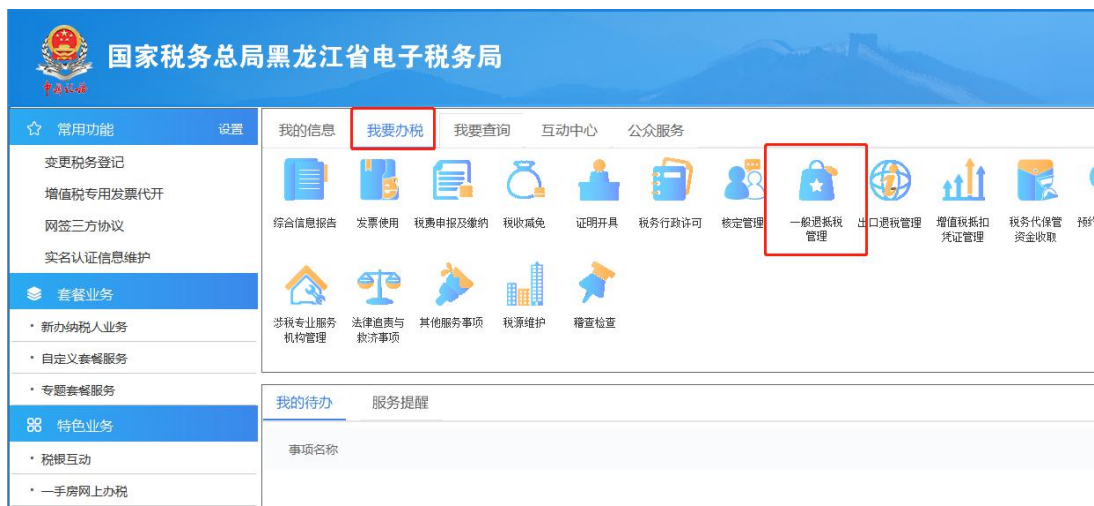 国家税务总局黑龙江省电子税务局
中国税务
常用功能 设置
变更税务登记
增值税专用发票代开
网签三方协议
实名认证信息维护
套餐业务
· 新办纳税人业务
· 自定义套餐服务
· 专题套餐服务
特色业务
· 税银互动
· 一手房网上办税
我的信息 我要办税 我要查询 互动中心 公众服务
综合信息报告 发票使用 税费申报及缴纳 税收减免 证明开具 税务行政许可 核定管理 一般退抵税 出口退税管理 增值税抵扣 税务代保管 预约
管理 凭证管理 资金收取
涉税专业服务 法律追责与 其他服务事项 税源维护 稽查检查
机构管理 救济事项
我的待办 服务提醒
事项名称